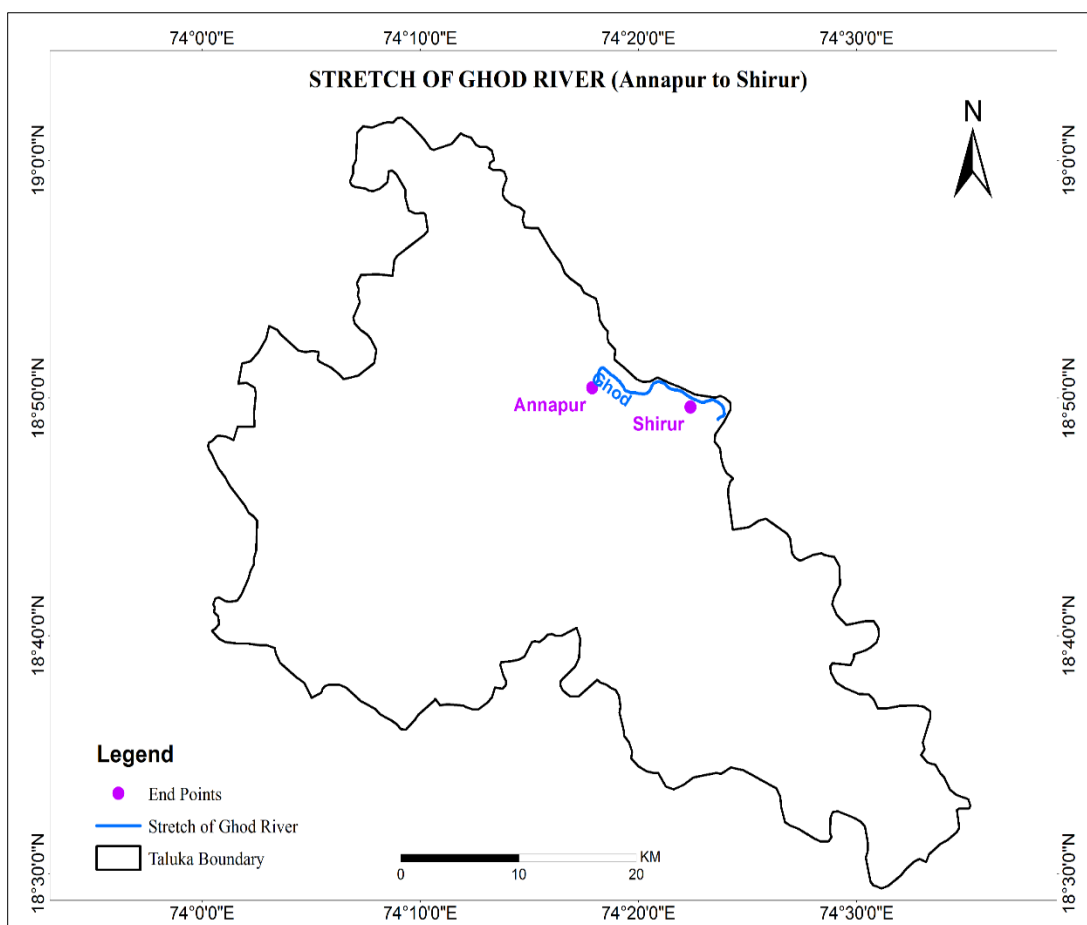 74°0'0"E 74°10'0"E 74°20'0"E 74°30'0"E
STRETCH OF GHOD RIVER (Annapur to Shirur)
N
19°0'0"N 19°0'0"N
18°50'0"N 18°50'0"N
Ghod
Annapur
Shirur
18°40'0"N 18°40'0"N
Legend
End Points
Stretch of Ghod River
Taluka Boundary
KM
0 10 20
18°30'0"N 18°30'0"N
74°0'0"E 74°10'0"E 74°20'0"E 74°30'0"E